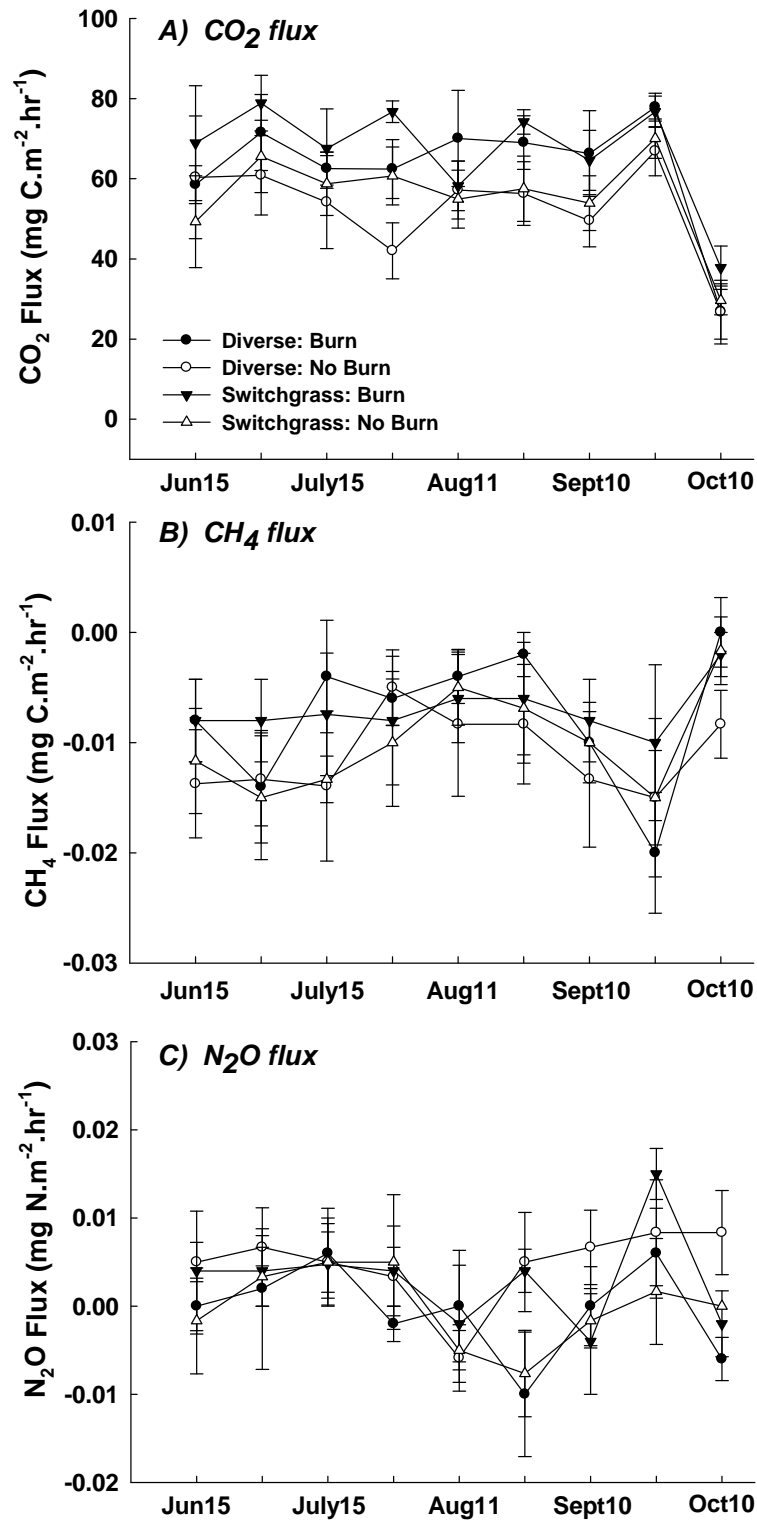 A) CO2 flux
100
80
60
40
20
0
CO2 Flux (mg C.m-2.hr-1)
Diverse: Burn
Diverse: No Burn
Switchgrass: Burn
Switchgrass: No Burn
Jun15 July15 Aug11 Sept10 Oct10
B) CH4 flux
0.01
0.00
-0.01
-0.02
-0.03
CH4 Flux (mg C.m-2.hr-1)
Jun15 July15 Aug11 Sept10 Oct10
C) N2O flux
0.03
0.02
0.01
0.00
-0.01
-0.02
N2O Flux (mg N.m-2.hr-1)
Jun15 July15 Aug11 Sept10 Oct10